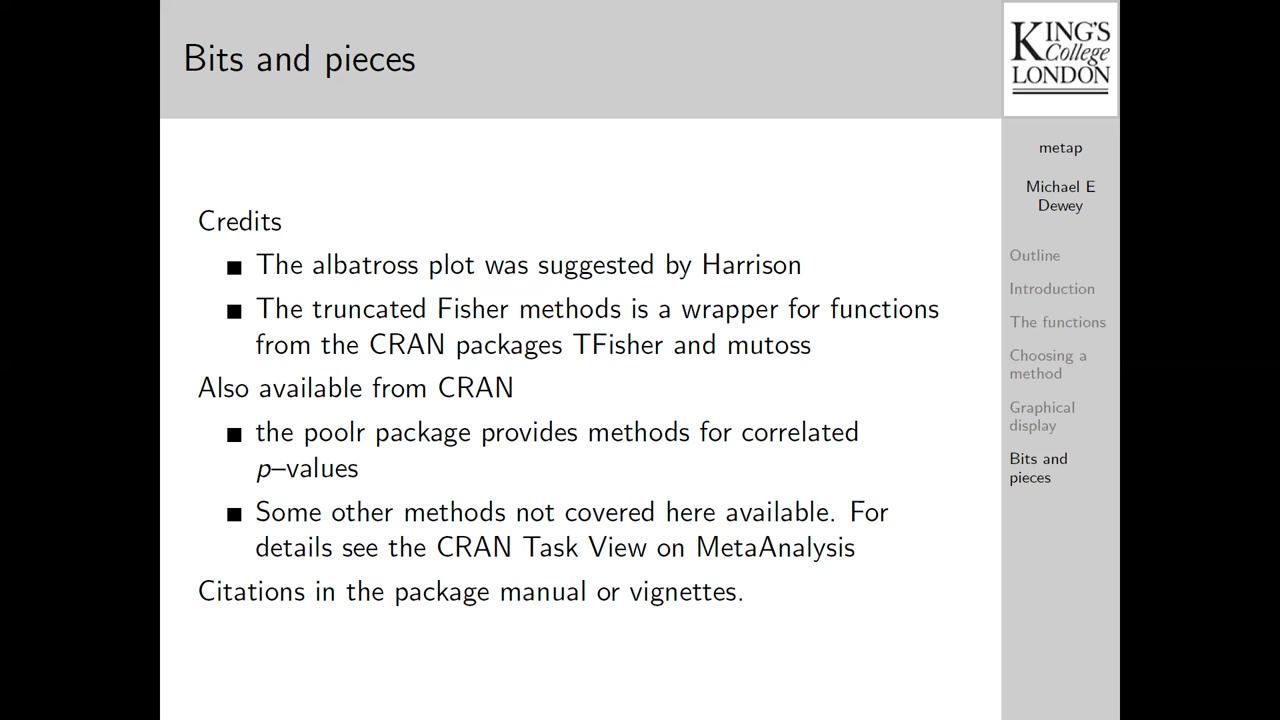 Bits and pieces
KING'S
College
LONDON
metap
Michael E
Dewey
Outline
Introduction
The functions
Choosing a
method
Graphical
display
Bits and
pieces
Credits
The albatross plot was suggested by Harrison
The truncated Fisher methods is a wrapper for functions
from the CRAN packages TFisher and mutoss
Also available from CRAN
the poolr package provides methods for correlated
p–values
Some other methods not covered here available. For
details see the CRAN Task View on MetaAnalysis
Citations in the package manual or vignettes.